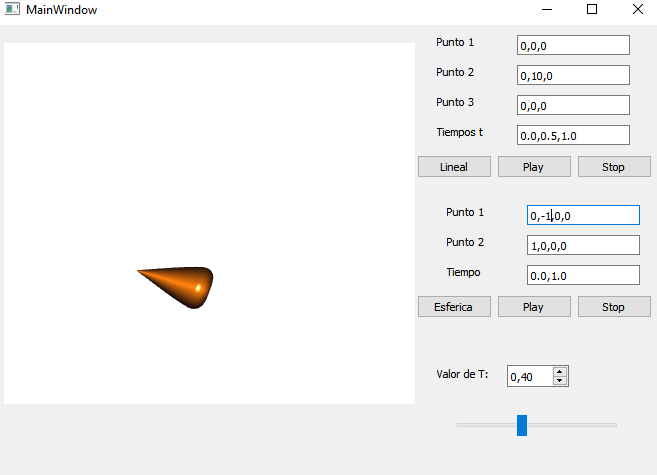 MainWindow
Punto 1 0,0,0
Punto 2 0,10,0
Punto 3 0,0,0
Tiempos t 0.0,0.5,1.0
Lineal Play Stop
Punto 1 0,-1,0,0
Punto 2 1,0,0,0
Tiempo 0.0,1.0
Esferica Play Stop
Valor de T: 0,40